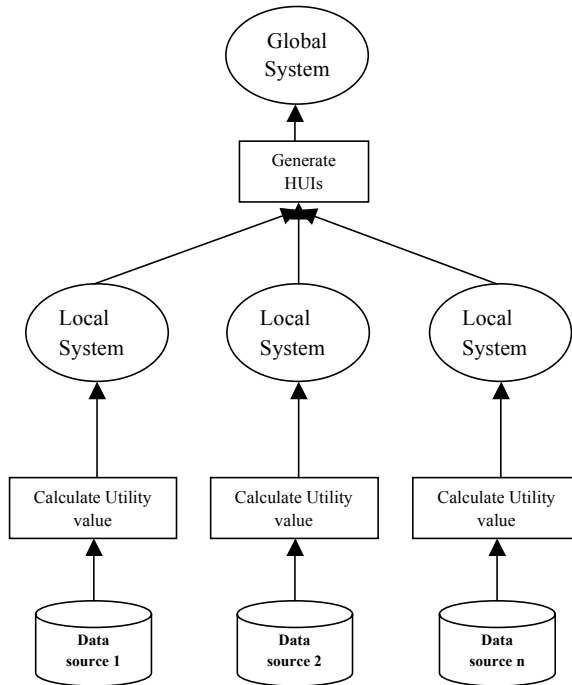 Global
System
Generate
HUIs
Local
System
Local
System
Local
System
Calculate Utility
value
Calculate Utility
value
Calculate Utility
value
Data
source 1
Data
source 2
Data
source n